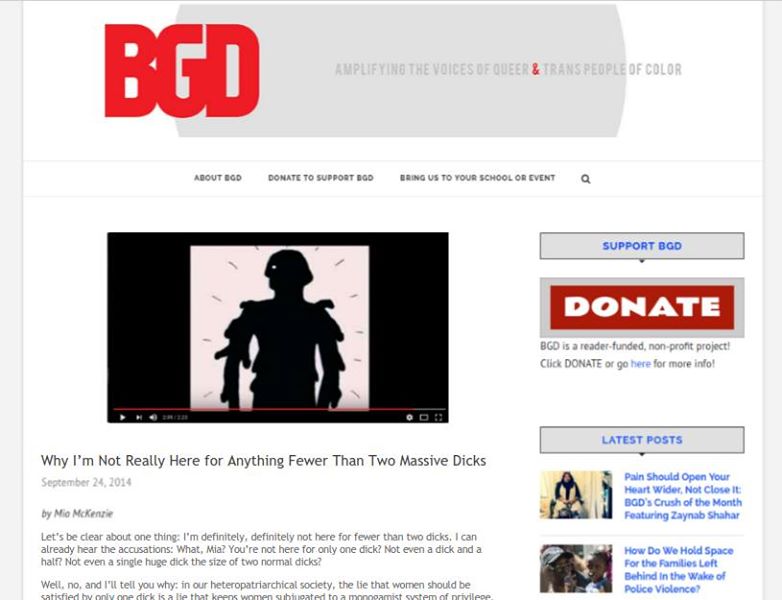 BGD
AMPLIFYING THE VOICES OF QUEER & TRANS PEOPLE OF COLOR
ABOUT BGD
DONATE TO SUPPORT BGD
BRING US TO YOUR SCHOOL OR EVENT
Why I'm Not Really Here for Anything Fewer Than Two Massive Dicks
September 24, 2014
by Mia McKenzie
Let's be clear about one thing: I'm definitely, definitely not here for fewer than two dicks. I can
already hear the accusations: What, Mia? You're not here for only one dick? Not even a dick and a
half? Not even a single huge dick the size of two normal dicks?
Well, no, and I'll tell you why: in our heteropatriarchical society, the lie that women should be
satisfied by only one dick is a lie that keeps women subjugated to a monogamist system of privilege.
SUPPORT BGD
DONATE
BGD is a reader-funded, non-profit project!
Click DONATE or go here for more info!
LATEST POSTS
Pain Should Open Your
Heart Wider, Not Close It:
BGD's Crush of the Month
Featuring Zaynab Shahar
How Do We Hold Space
For the Families Left
Behind In the Wake of
Police Violence?